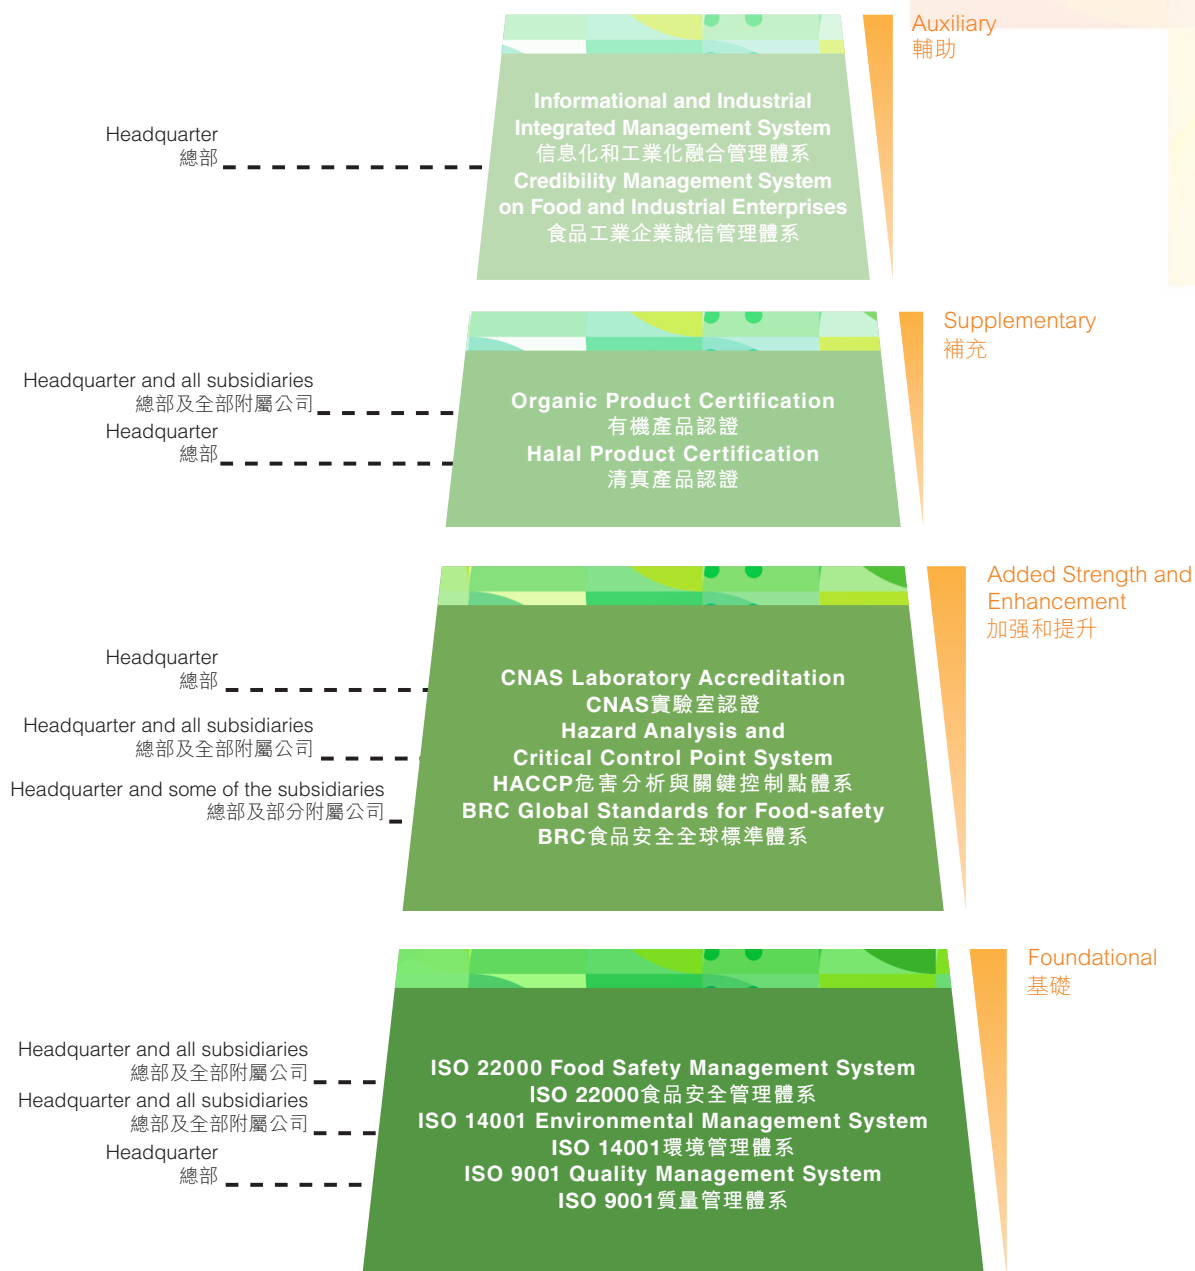 Auxiliary
輔助
Headquarter
總部
Informational and Industrial
Integrated Management System
信息化和工業化融合管理體系
Credibility Management System
on Food and Industrial Enterprises
食品工業企業誠信管理體系
Supplementary
補充
Headquarter and all subsidiaries
總部及全部附屬公司
Headquarter
總部
Organic Product Certification
有機產品認證
Halal Product Certification
清真產品認證
Added Strength and
Enhancement
加强和提升
Headquarter
總部
Headquarter and all subsidiaries
總部及全部附屬公司
Headquarter and some of the subsidiaries
總部及部分附屬公司
CNAS Laboratory Accreditation
CNAS實驗室認證
Hazard Analysis and
Critical Control Point System
HACCP危害分析與關鍵控制點體系
BRC Global Standards for Food-safety
BRC食品安全全球標準體系
Foundational
基礎
Headquarter and all subsidiaries
總部及全部附屬公司
Headquarter and all subsidiaries
總部及全部附屬公司
Headquarter
總部
ISO 22000 Food Safety Management System
ISO 22000食品安全管理體系
ISO 14001 Environmental Management System
ISO 14001環境管理體系
ISO 9001 Quality Management System
ISO 9001質量管理體系